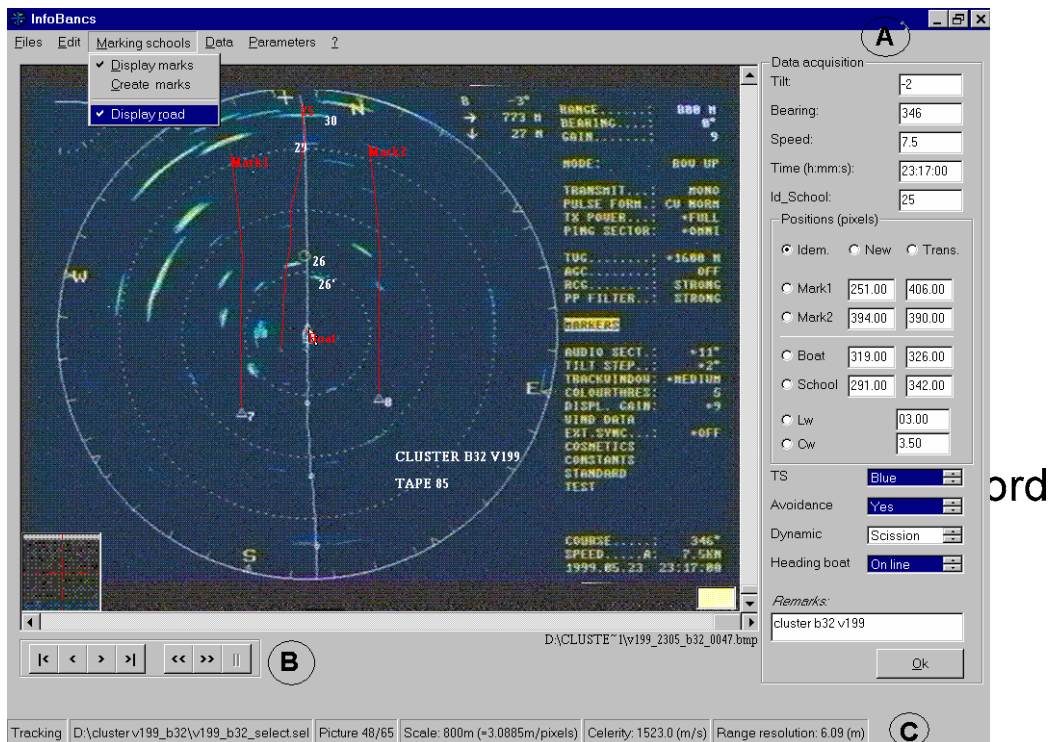 InfoBancs
Files Edit Marking schools Data Parameters ?
Display marks
Create marks
Display road
A
B -3°
773 M
27 M
N
25
30
29
Mark1
Mark2
W
26
26'
Boat
E
7
8
S
CLUSTER B32 V199
TAPE 85
RANGE.....: 800 M
BEARING....: 0°
GAIN.......: 9
MODE: BOW UP
TRANSMIT...: MONO
PULSE FORM.: CW NORM
TX POWER...: +FULL
PING SECTOR: +OMNI
TVG........: +1600 M
AGC........: OFF
RCG........: STRONG
PP FILTER..: STRONG
MARKERS
AUDIO SECT.: +11°
TILT STEP..: +2°
TRACKWINDOW: +MEDIUM
COLOURTHRES: 5
DISPL. GAIN: +9
WIND DATA
EXT.SYNC...: +OFF
COSMETICS
CONSTANTS
STANDARD
TEST
COURSE.....: 346°
SPEED.....A: 7.5KN
1999.05.23 23:17:00
Data acquisition
Tilt: -2
Bearing: 346
Speed: 7.5
Time (h:mm:s): 23:17:00
Id_School: 25
Positions (pixels)
Idem. New Trans.
Mark1 251.00 406.00
Mark2 394.00 390.00
Boat 319.00 326.00
School 291.00 342.00
Lw 03.00
Cw 3.50
TS Blue
Avoidance Yes
Dynamic Scission
Heading boat On line
Remarks:
cluster b32 v199
Ok
ord
D:\CLUSTE~1\v199_2305_b32_0047.bmp
|< < > >| << >> ||
B
Tracking D:\cluster v199_b32\v199_b32_select.sel Picture 48/65 Scale: 800m (=3.0885m/pixels) Celerity: 1523.0 (m/s) Range resolution: 6.09 (m)
C